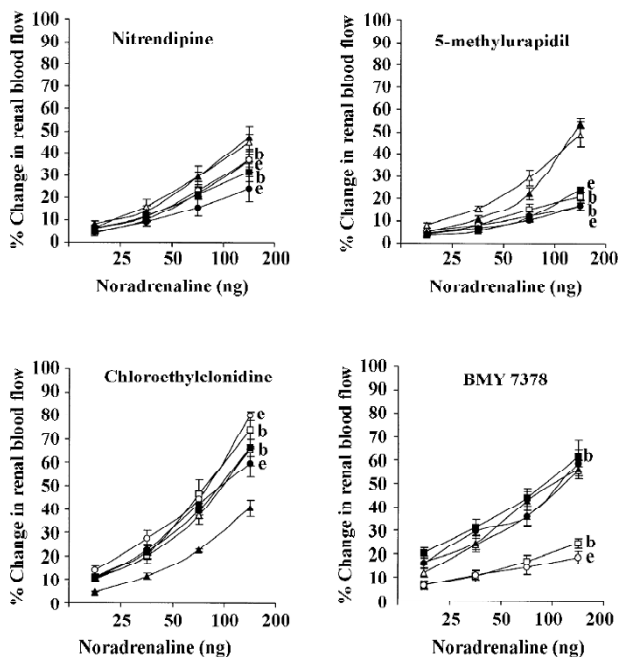 Nitrendipine
% Change in renal blood flow
100
90
80
70
60
50
40
30
20
10
0
b
e
b
e
25 50 100 200
Noradrenaline (ng)
5-methylurapidil
% Change in renal blood flow
100
90
80
70
60
50
40
30
20
10
0
e
b
b
e
25 50 100 200
Noradrenaline (ng)
Chloroethylclonidine
% Change in renal blood flow
100
90
80
70
60
50
40
30
20
10
0
e
b
b
e
25 50 100 200
Noradrenaline (ng)
BMY 7378
% Change in renal blood flow
100
90
80
70
60
50
40
30
20
10
0
b
b
e
25 50 100 200
Noradrenaline (ng)